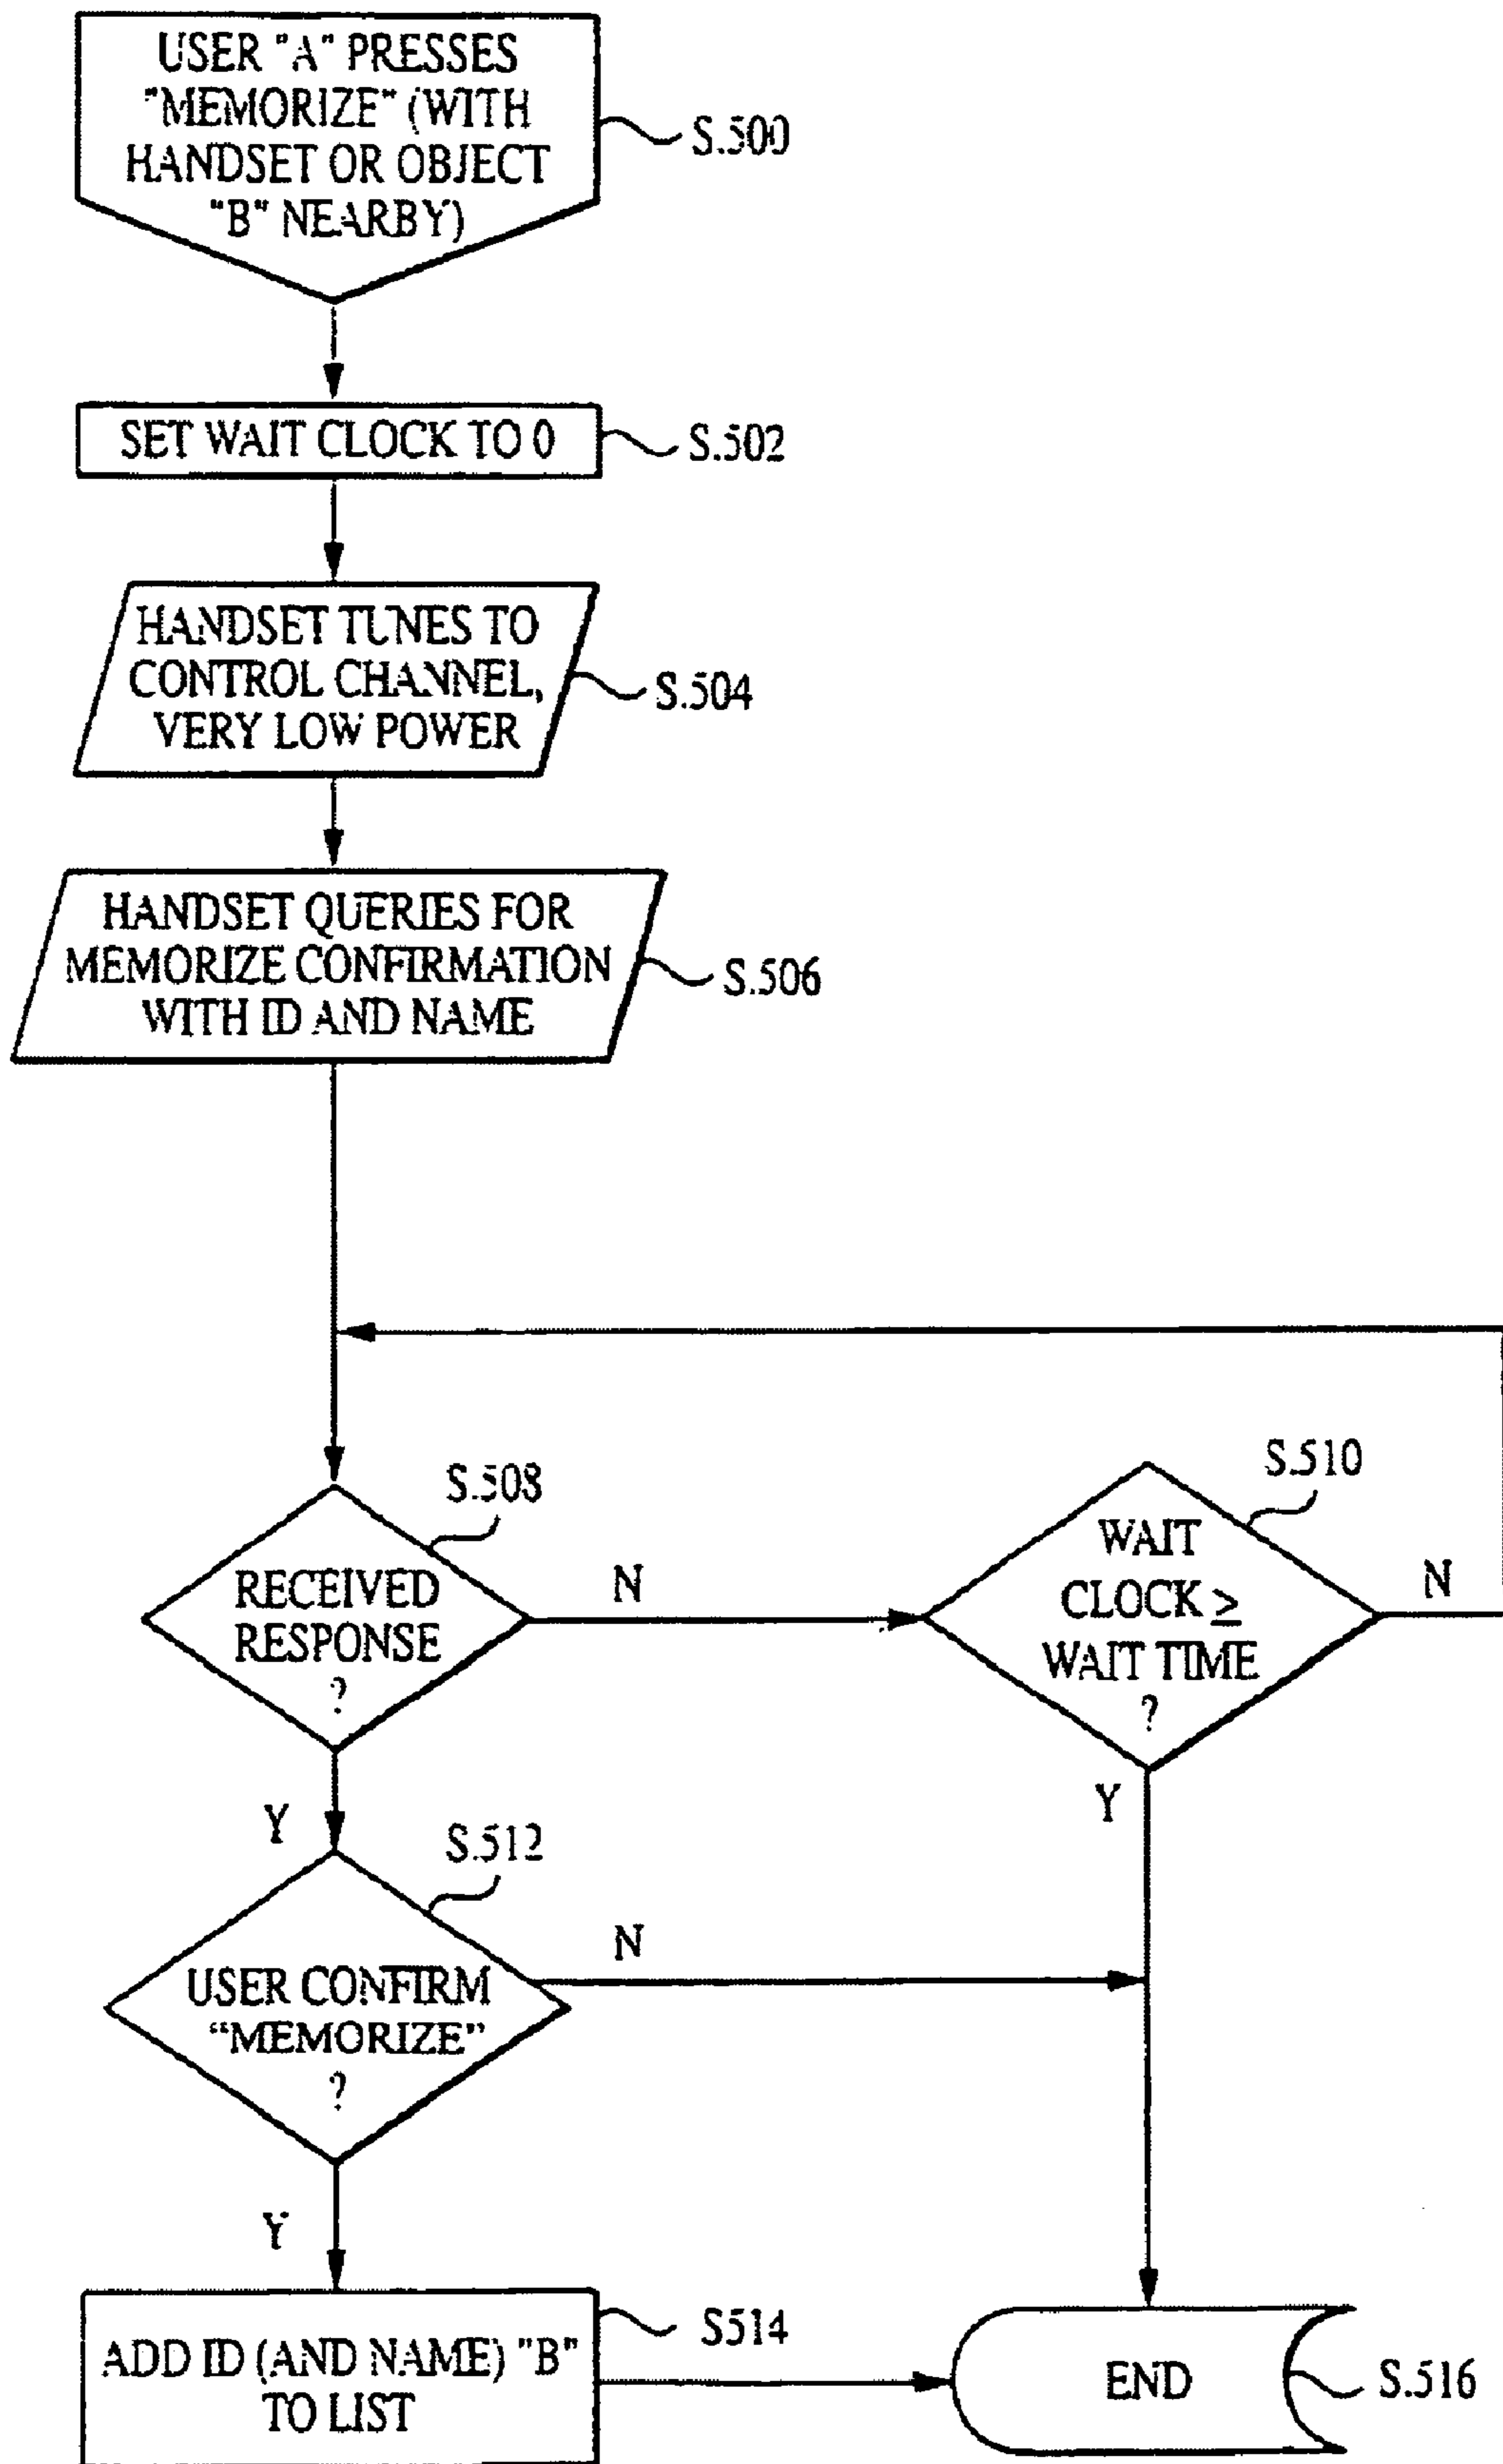 USER "A" PRESSES
"MEMORIZE" (WITH
HANDSET OR OBJECT
"B" NEARBY)
S.500
SET WAIT CLOCK TO 0
S.502
HANDSET TUNES TO
CONTROL CHANNEL,
VERY LOW POWER
S.504
HANDSET QUERIES FOR
MEMORIZE CONFIRMATION
WITH ID AND NAME
S.506
S.508
RECEIVED
RESPONSE
?
N
S.510
WAIT
CLOCK ≥
WAIT TIME
?
N
Y
Y
S.512
USER CONFIRM
“MEMORIZE”
?
N
Y
ADD ID (AND NAME) "B"
TO LIST
S514
END
S.516